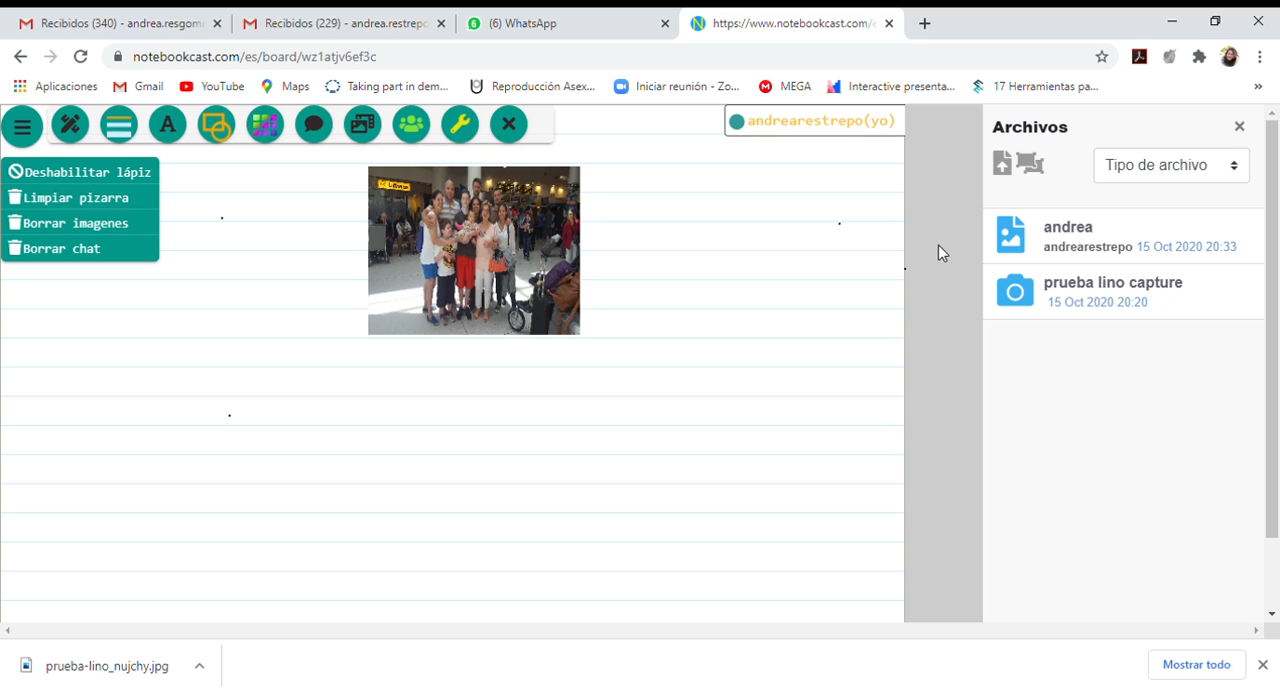 Recibidos (340) - andrea.resgom
Recibidos (229) - andrea.restrepo
(6) WhatsApp
https://www.notebookcast.com/e
notebookcast.com/es/board/wz1atjv6ef3c
Aplicaciones
Gmail
YouTube
Maps
Taking part in dem...
Reproducción Asex...
Iniciar reunión - Zo...
MEGA
Interactive presenta...
17 Herramientas pa...
»
A
andrearestrepo(yo)
Deshabilitar lápiz
Limpiar pizarra
Borrar imagenes
Borrar chat
Archivos
Tipo de archivo
andrea
andrearestrepo 15 Oct 2020 20:33
prueba lino capture
15 Oct 2020 20:20
prueba-lino_nujchy.jpg
Mostrar todo